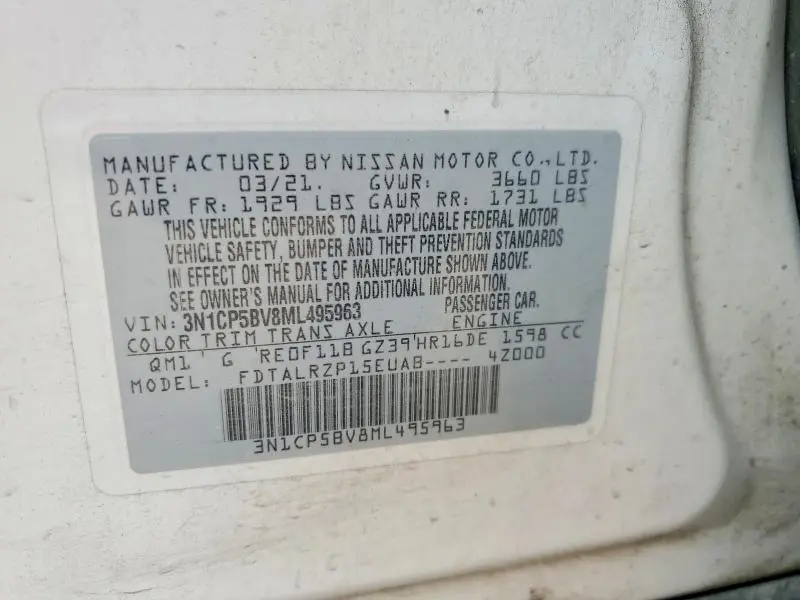 MANUFACTURED BY NISSAN MOTOR CO.,LTD.
DATE: 03/21. GVWR: 3660 LBS
GAWR FR: 1929 LBS GAWR RR: 1731 LBS
THIS VEHICLE CONFORMS TO ALL APPLICABLE FEDERAL MOTOR
VEHICLE SAFETY, BUMPER AND THEFT PREVENTION STANDARDS
IN EFFECT ON THE DATE OF MANUFACTURE SHOWN ABOVE.
SEE OWNER'S MANUAL FOR ADDITIONAL INFORMATION.
VIN: 3N1CP5BV8ML495963 PASSENGER CAR.
COLOR TRIM TRANS AXLE ENGINE
QM1 ' G 'RE0F11B GZ39'HR16DE 1598 CC
MODEL: FDTALRZP15EUAB---- 4Z000
3N1CP5BV8ML495963